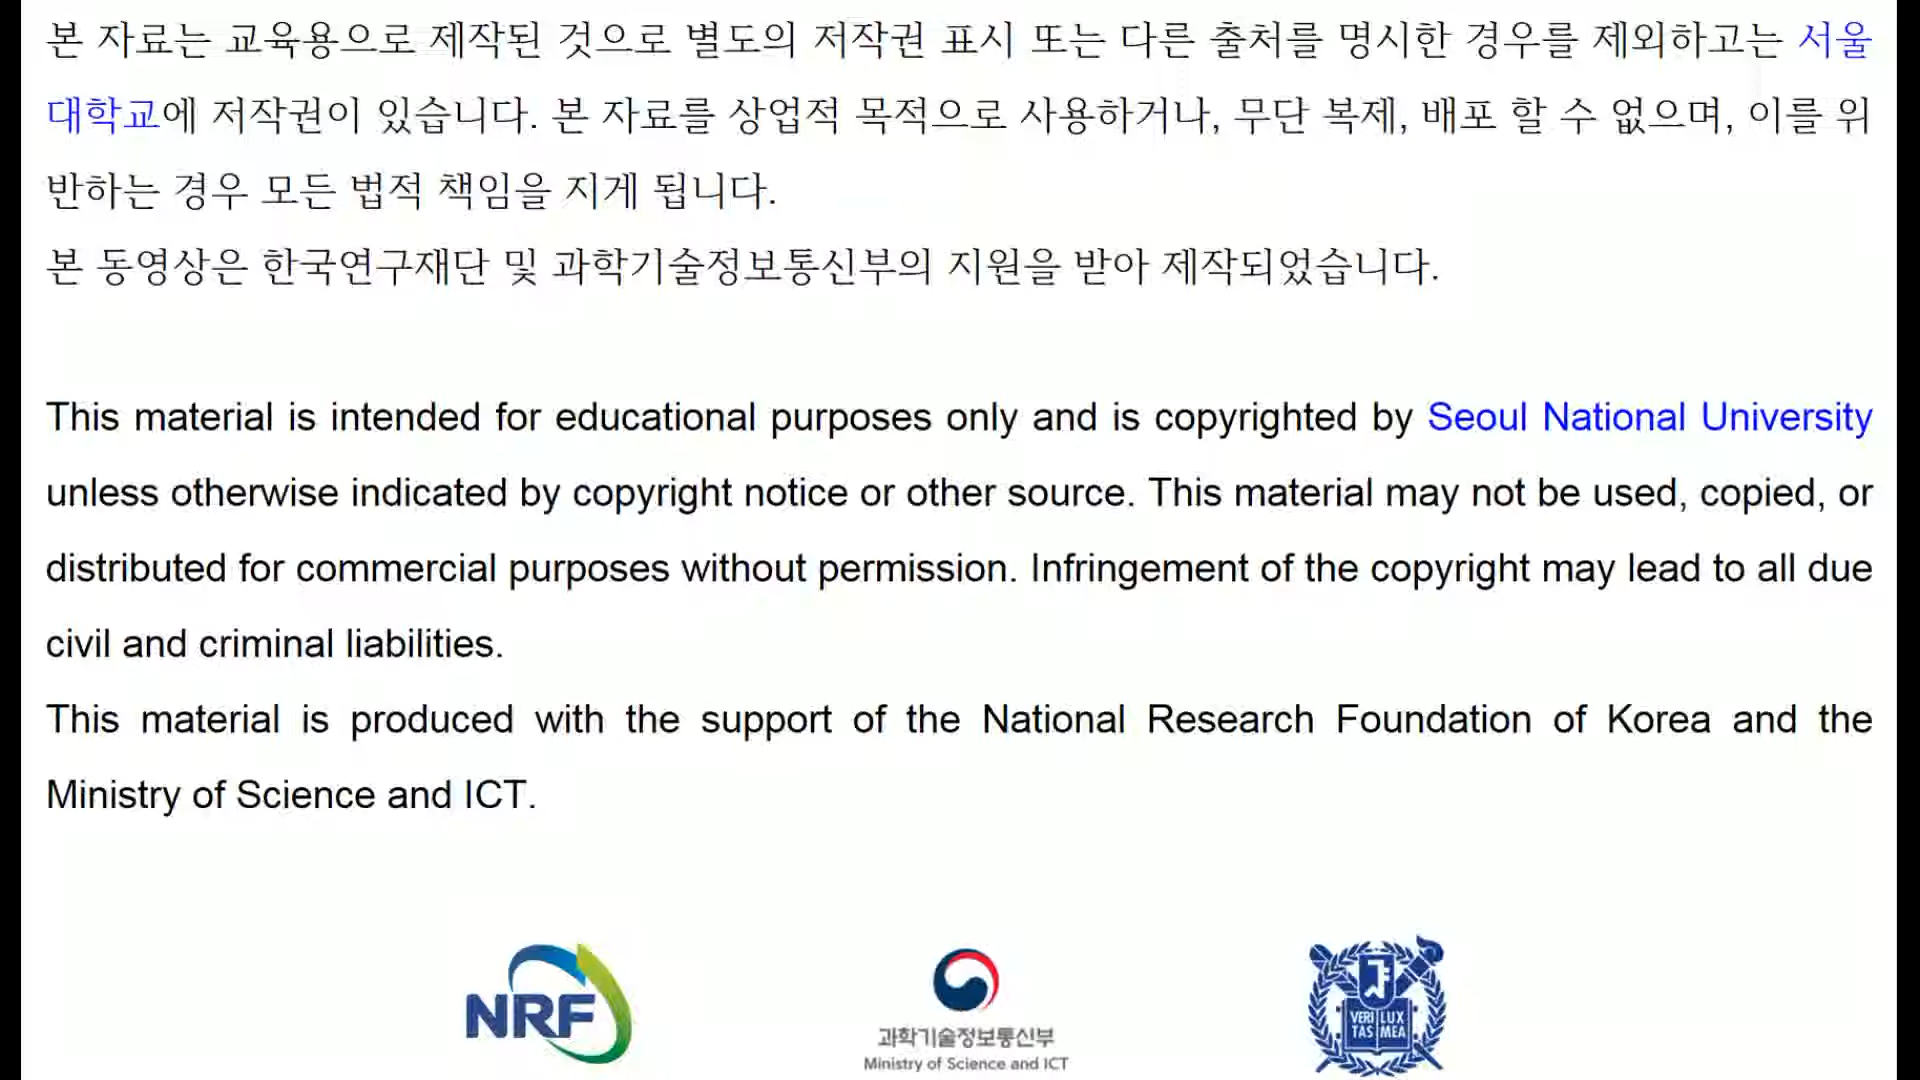 본 자료는 교육용으로 제작된 것으로 별도의 저작권 표시 또는 다른 출처를 명시한 경우를 제외하고는 서울
대학교에 저작권이 있습니다. 본 자료를 상업적 목적으로 사용하거나, 무단 복제, 배포 할 수 없으며, 이를 위
반하는 경우 모든 법적 책임을 지게 됩니다.
본 동영상은 한국연구재단 및 과학기술정보통신부의 지원을 받아 제작되었습니다.
This material is intended for educational purposes only and is copyrighted by Seoul National University
unless otherwise indicated by copyright notice or other source. This material may not be used, copied, or
distributed for commercial purposes without permission. Infringement of the copyright may lead to all due
civil and criminal liabilities.
This material is produced with the support of the National Research Foundation of Korea and the
Ministry of Science and ICT.
NRF
과학기술정보통신부
Ministry of Science and ICT
VERI LUX
TAS MEA